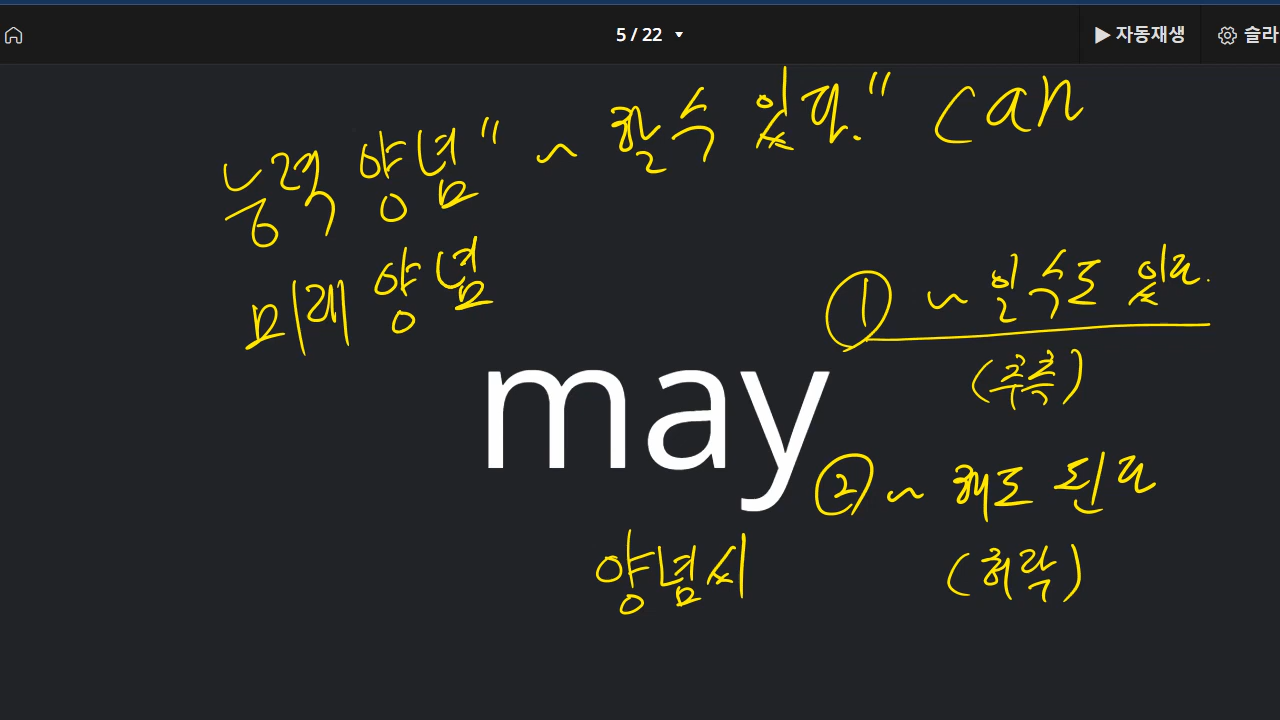 5 / 22
▶ 자동재생
슬라
능력 양념 " ~ 할 수 있다. " can
미래 양념
① ~ 일 수도 있다.
(추측)
may
② ~ 해도 된다
(허락)
양념씨